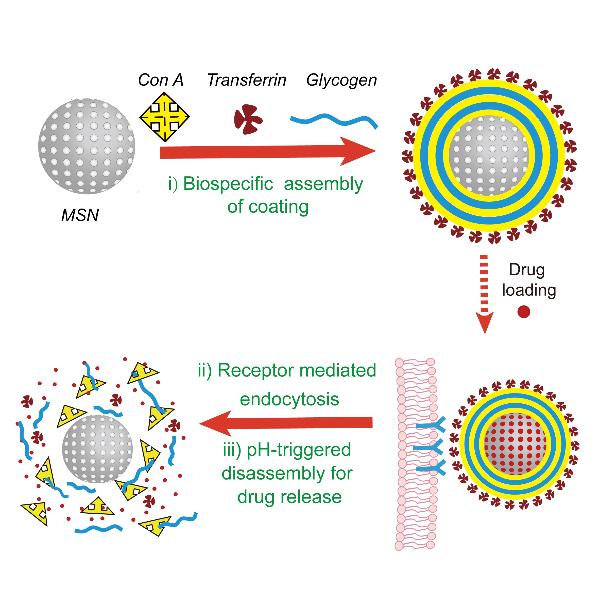 Con A Transferrin Glycogen
MSN
i) Biospecific assembly
of coating
Drug
loading
ii) Receptor mediated
endocytosis
iii) pH-triggered
disassembly for
drug release